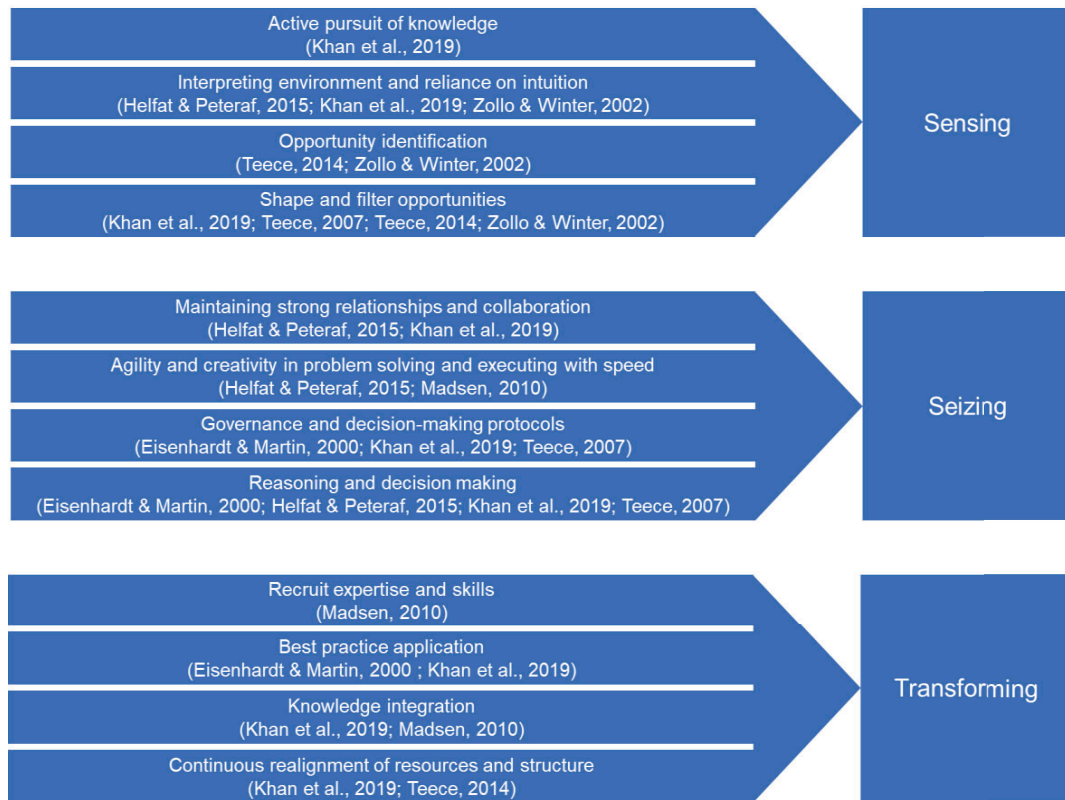 Active pursuit of knowledge
(Khan et al., 2019)
Interpreting environment and reliance on intuition
(Helfat & Peteraf, 2015; Khan et al., 2019; Zollo & Winter, 2002)
Opportunity identification
(Teece, 2014; Zollo & Winter, 2002)
Shape and filter opportunities
(Khan et al., 2019; Teece, 2007; Teece, 2014; Zollo & Winter, 2002)
Sensing
Maintaining strong relationships and collaboration
(Helfat & Peteraf, 2015; Khan et al., 2019)
Agility and creativity in problem solving and executing with speed
(Helfat & Peteraf, 2015; Madsen, 2010)
Governance and decision-making protocols
(Eisenhardt & Martin, 2000; Khan et al., 2019; Teece, 2007)
Reasoning and decision making
(Eisenhardt & Martin, 2000; Helfat & Peteraf, 2015; Khan et al., 2019; Teece, 2007)
Seizing
Recruit expertise and skills
(Madsen, 2010)
Best practice application
(Eisenhardt & Martin, 2000 ; Khan et al., 2019)
Knowledge integration
(Khan et al., 2019; Madsen, 2010)
Continuous realignment of resources and structure
(Khan et al., 2019; Teece, 2014)
Transforming